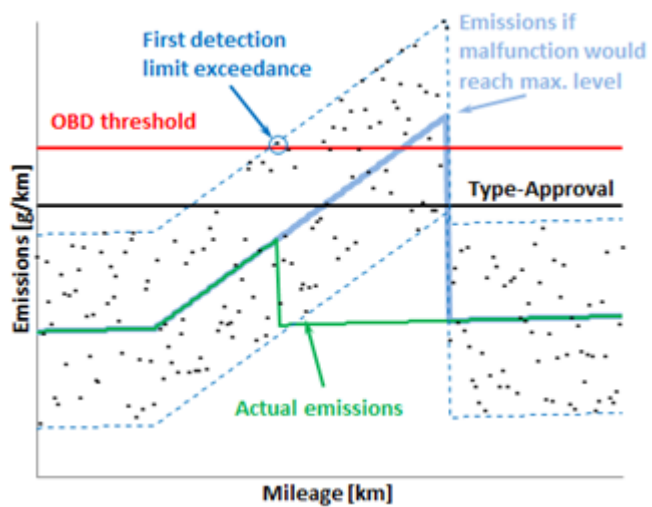 First detection
limit exceedance
Emissions if
malfunction would
reach max. level
OBD threshold
Type-Approval
Emissions [g/km]
Actual emissions
Mileage [km]